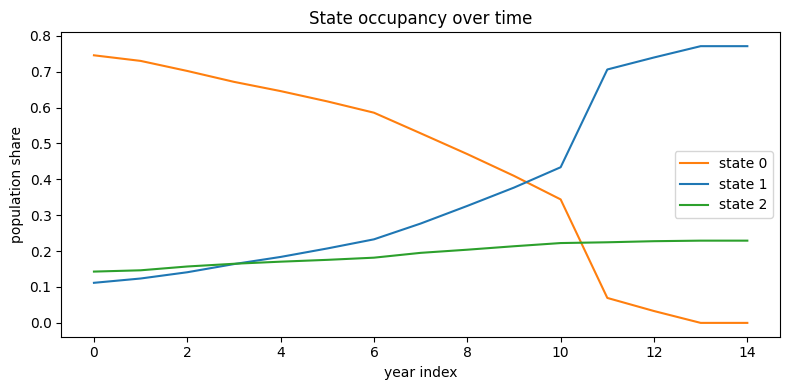 State occupancy over time
population share
0.8
0.7
0.6
0.5
0.4
0.3
0.2
0.1
0.0
state 0
state 1
state 2
0 2 4 6 8 10 12 14
year index